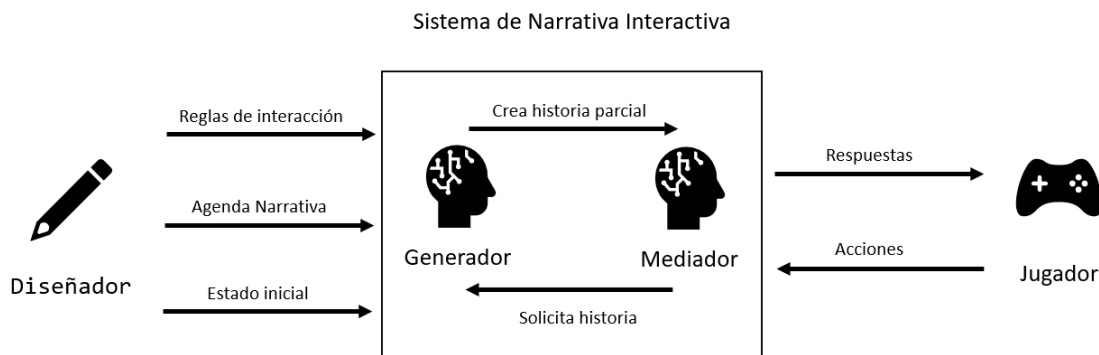 Sistema de Narrativa Interactiva
Reglas de interacción
Crea historia parcial
Respuestas
Agenda Narrativa
Generador
Mediador
Acciones
Diseñador
Jugador
Estado inicial
Solicita historia